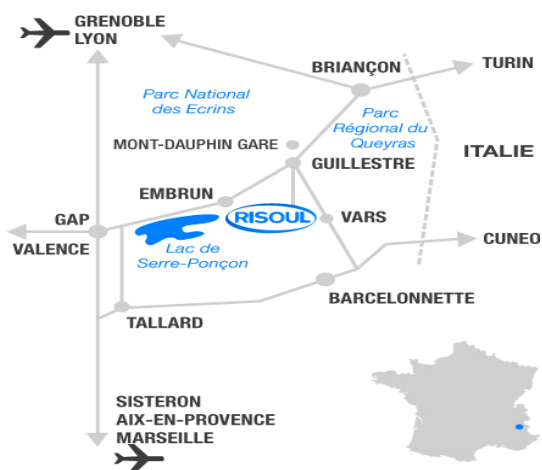 GRENOBLE
LYON
BRIANÇON
TURIN
Parc National
des Ecrins
Parc
Régional du
Queyras
MONT-DAUPHIN GARE
GUILLESTRE
ITALIE
EMBRUN
RISOUL
VARS
GAP
VALENCE
CUNEO
Lac de
Serre-Ponçon
BARCELONNETTE
TALLARD
SISTERON
AIX-EN-PROVENCE
MARSEILLE